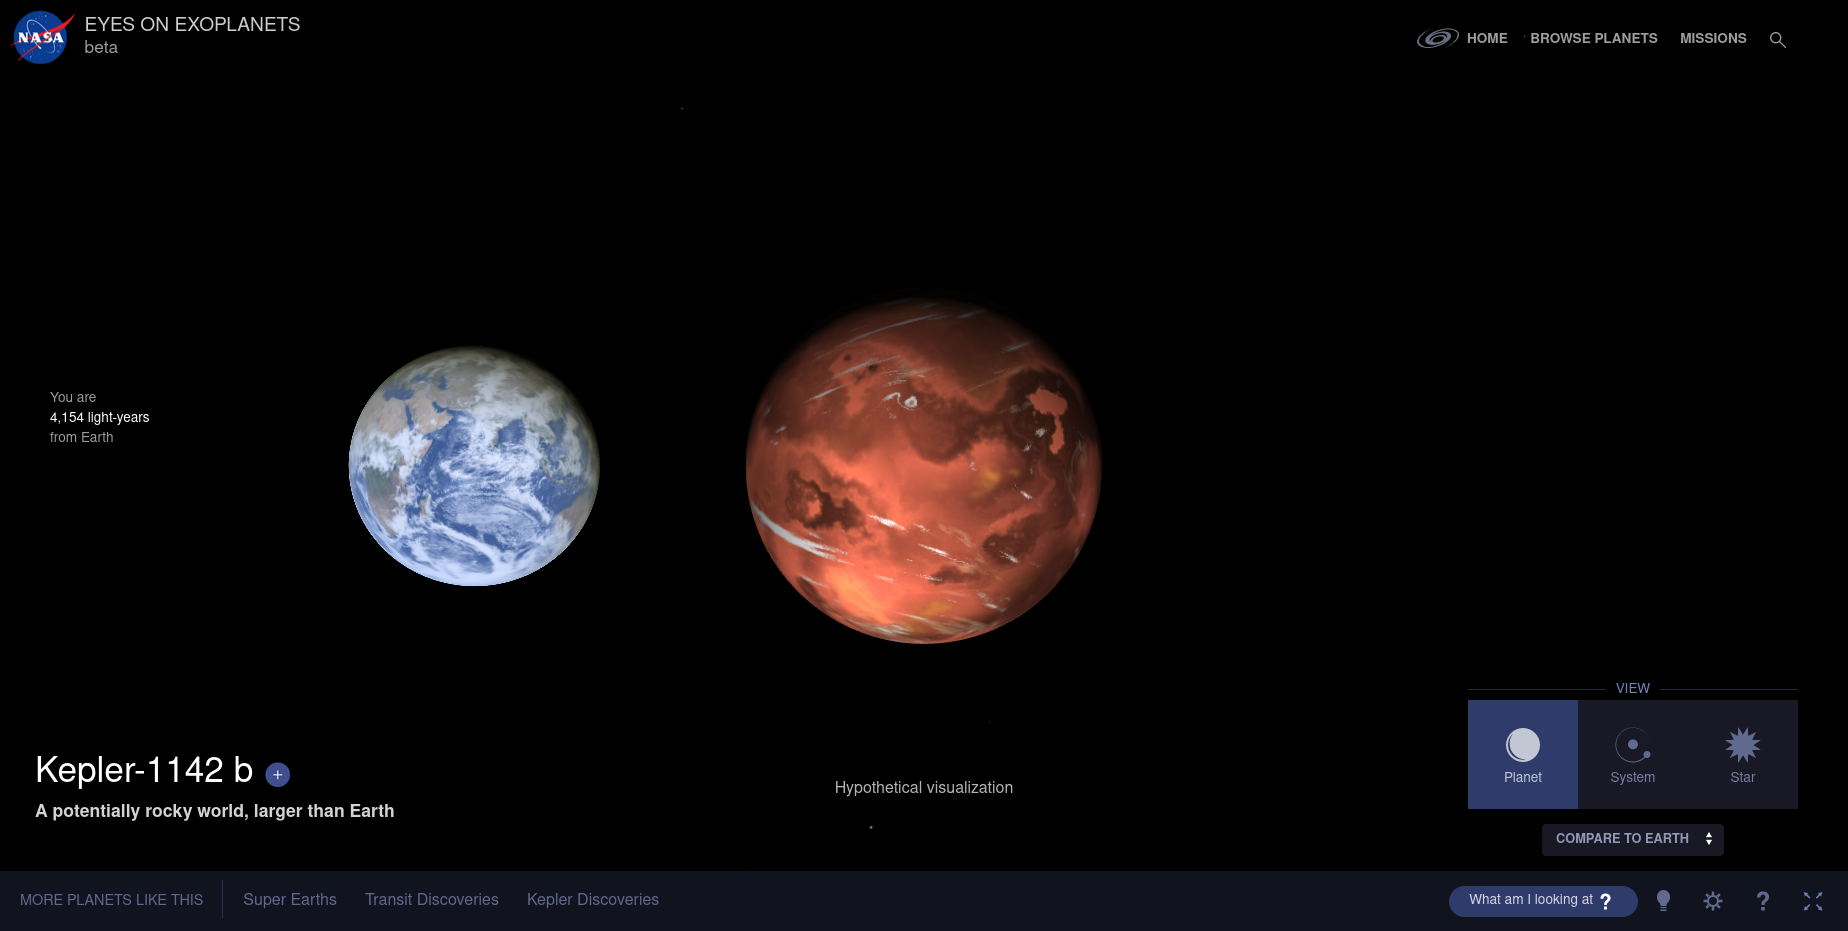 NASA
EYES ON EXOPLANETS
beta
HOME
BROWSE PLANETS
MISSIONS
You are
4,154 light-years
from Earth
VIEW
Planet
System
Star
Kepler-1142 b +
A potentially rocky world, larger than Earth
Hypothetical visualization
COMPARE TO EARTH
MORE PLANETS LIKE THIS
Super Earths
Transit Discoveries
Kepler Discoveries
What am I looking at ?
?